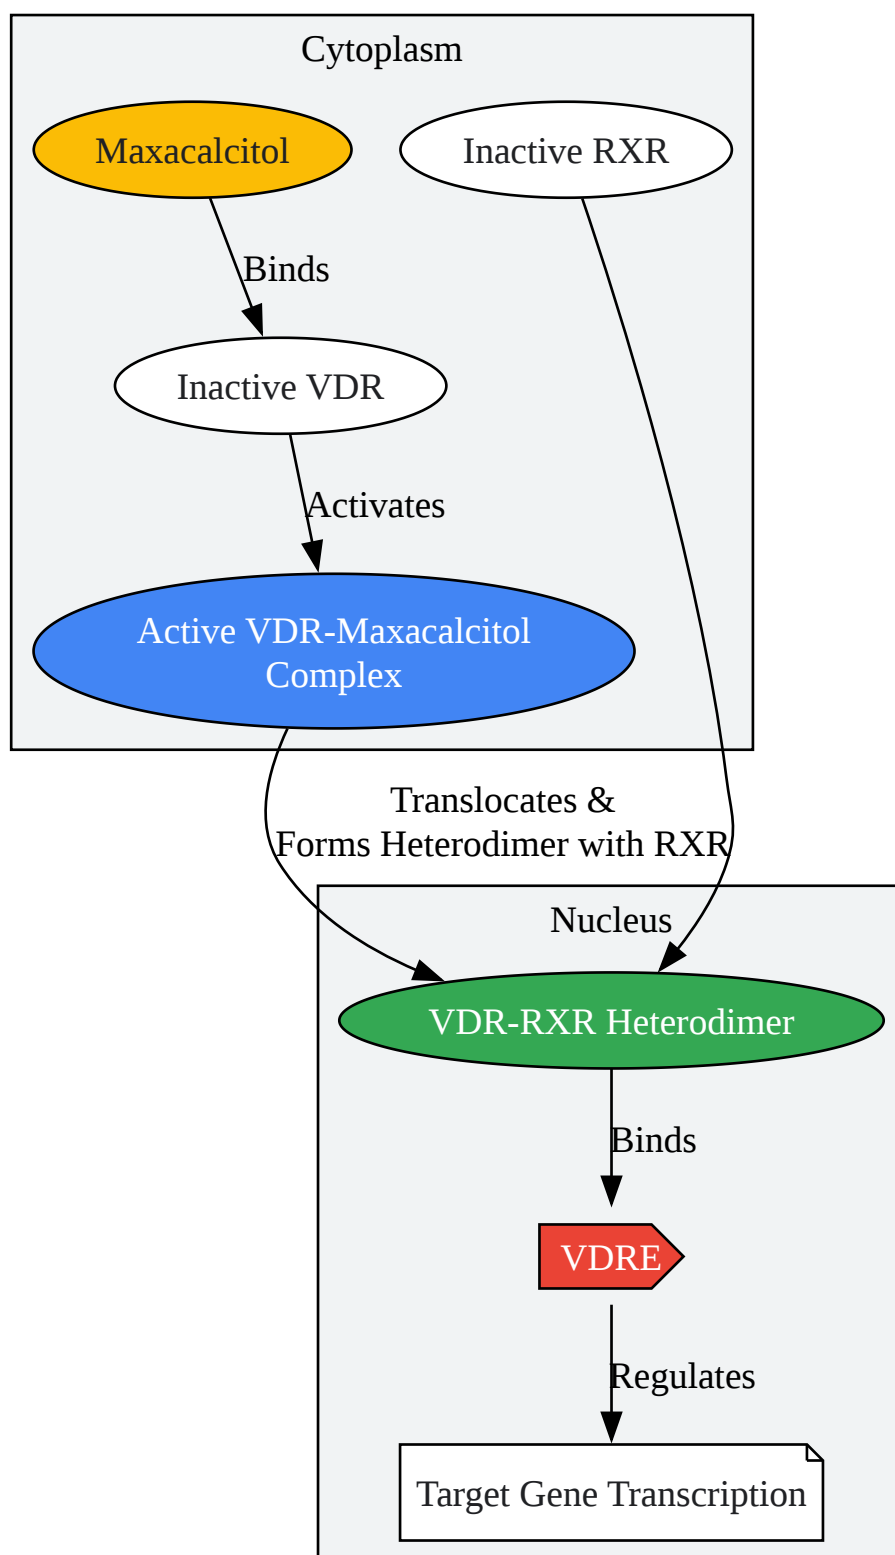 Cytoplasm
Maxacalcitol
Inactive RXR
Binds
Inactive VDR
Activates
Active VDR-Maxacalcitol
Complex
Translocates &
Forms Heterodimer with RXR
Nucleus
VDR-RXR Heterodimer
Binds
VDRE
Regulates
Target Gene Transcription